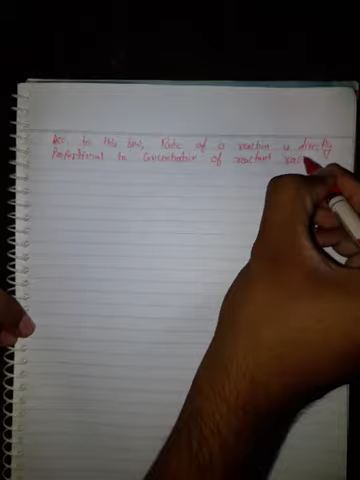 Acc. to this law, Rate of a reaction is directly
Proportional to Concentration of reactant